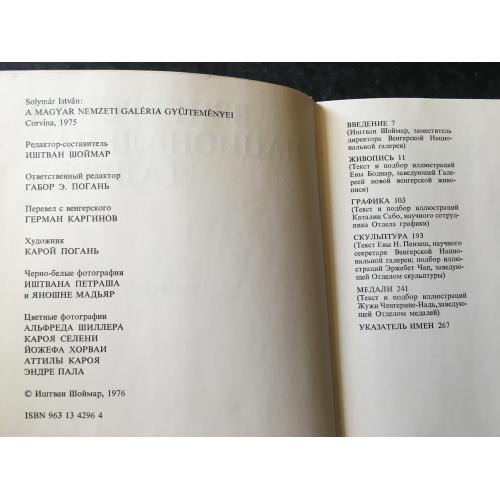 Solymár István:
A MAGYAR NEMZETI GALÉRIA GYŰJTEMÉNYEI
Corvina, 1975
Редактор-составитель
ИШТВАН ШОЙМАР
Ответственный редактор
ГАБОР Э. ПОГАНЬ
Перевел с венгерского
ГЕРМАН КАРГИНОВ
Художник
КАРОЙ ПОГАНЬ
Черно-белые фотографии
ИШТВАНА ПЕТРАША
и ЯНОШНЕ МАДЬЯР
Цветные фотографии
АЛЬФРЕДА ШИЛЛЕРА
КАРОЯ СЕЛЕНИ
ЙОЖЕФА ХОРВАИ
АТТИЛЫ КАРОЯ
ЭНДРЕ ПАЛА
© Иштван Шоймар, 1976
ISBN 963 13 4296 4
ВВЕДЕНИЕ 7
(Иштван Шоймар, заместитель
директора Венгерской Нацио-
нальной галереи)
ЖИВОПИСЬ 11
(Текст и подбор иллюстраций
Евы Боднар, заведующей Гале-
реей новой венгерской живо-
писи)
ГРАФИКА 103
(Текст и подбор иллюстраций
Каталин Сабо, научного сотруд-
ника Отдела графики)
СКУЛЬПТУРА 193
(Текст Евы Н. Пензеш, научного
секретаря Венгерской Нацио-
нальной галереи; подбор иллю-
страций Эржебет Чап, заведую-
щей Отделом скульптуры)
МЕДАЛИ 241
(Текст и подбор иллюстраций
Жужи Ченгерине-Надь, заведую-
щей Отделом медалей)
УКАЗАТЕЛЬ ИМЕН 267